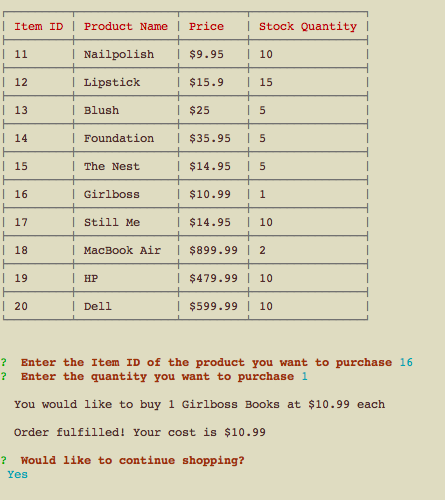 Item ID Product Name Price Stock Quantity
11 Nailpolish $9.95 10
12 Lipstick $15.9 15
13 Blush $25 5
14 Foundation $35.95 5
15 The Nest $14.95 5
16 Girlboss $10.99 1
17 Still Me $14.95 10
18 MacBook Air $899.99 2
19 HP $479.99 10
20 Dell $599.99 10
? Enter the Item ID of the product you want to purchase 16
? Enter the quantity you want to purchase 1
You would like to buy 1 Girlboss Books at $10.99 each
Order fulfilled! Your cost is $10.99
? Would like to continue shopping?
Yes